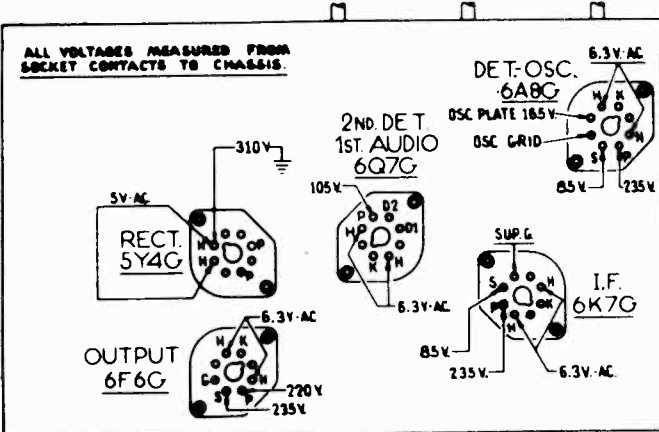 ALL VOLTAGES MEASURED FROM
SOCKET CONTACTS TO CHASSIS.
6.3V.-AC
DET.-OSC.
6A8G
H K
OSC PLATE 165V.
OSC GRID
H
S P
85V. 235V.
2ND. DET.
1ST. AUDIO
6Q7G
310V.
105V.
P D2
H D1
K H
6.3V-AC
5V-AC
RECT.
5Y4G
H P
H
P
SUP. G.
S H
P K
H
I.F.
6K7G
85V.
235V.
6.3V-AC.
6.3V-AC
OUTPUT
6F6G
H K
G H
S P
220V.
235V.